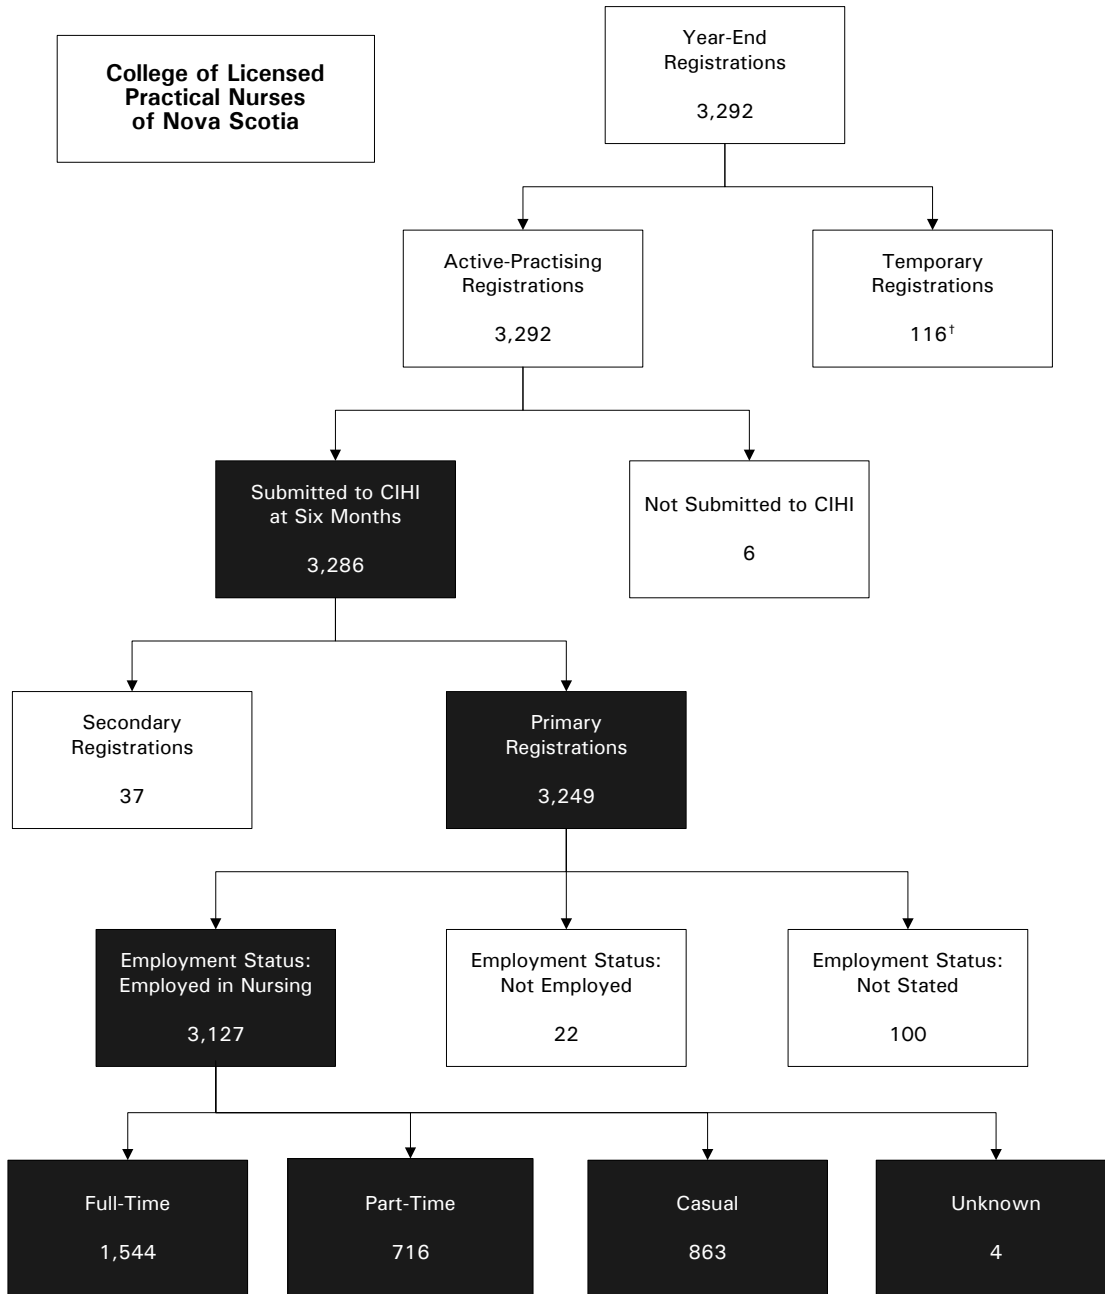 College of Licensed
Practical Nurses
of Nova Scotia
Year-End
Registrations
3,292
Active-Practising
Registrations
3,292
Temporary
Registrations
116†
Submitted to CIHI
at Six Months
3,286
Not Submitted to CIHI
6
Secondary
Registrations
37
Primary
Registrations
3,249
Employment Status:
Employed in Nursing
3,127
Employment Status:
Not Employed
22
Employment Status:
Not Stated
100
Full-Time
1,544
Part-Time
716
Casual
863
Unknown
4